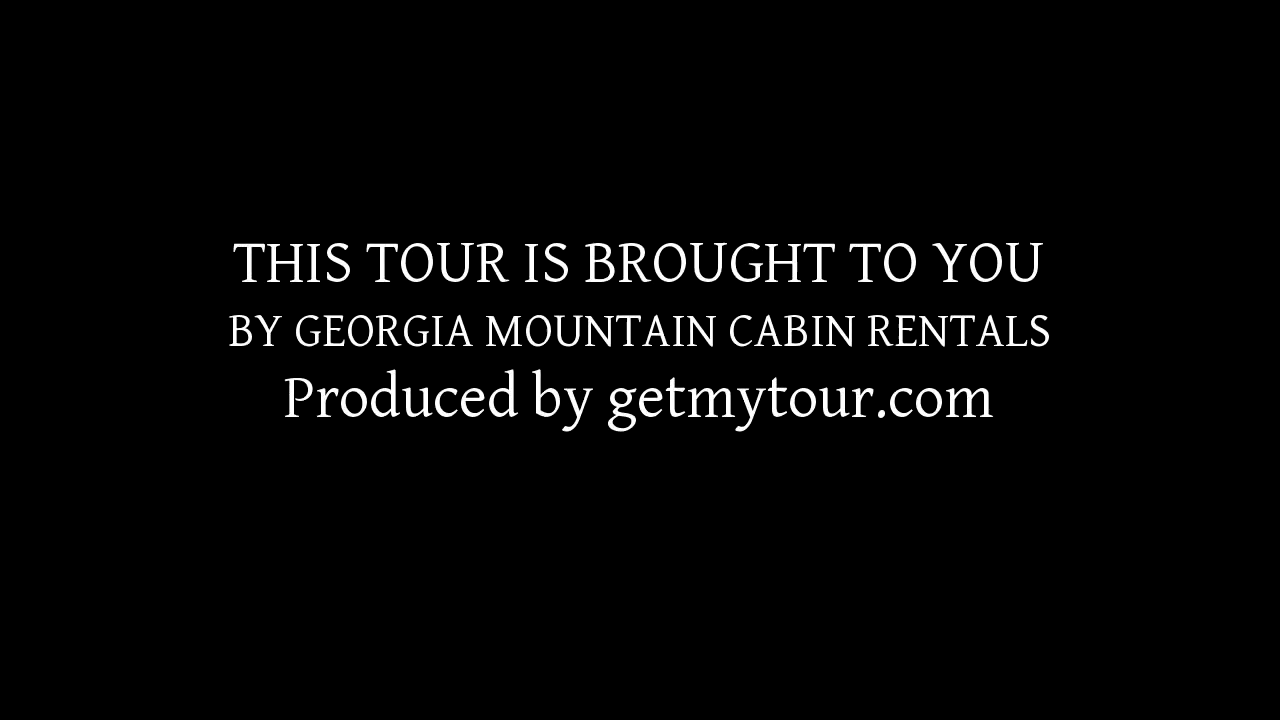 THIS TOUR IS BROUGHT TO YOU
BY GEORGIA MOUNTAIN CABIN RENTALS
Produced by getmytour.com